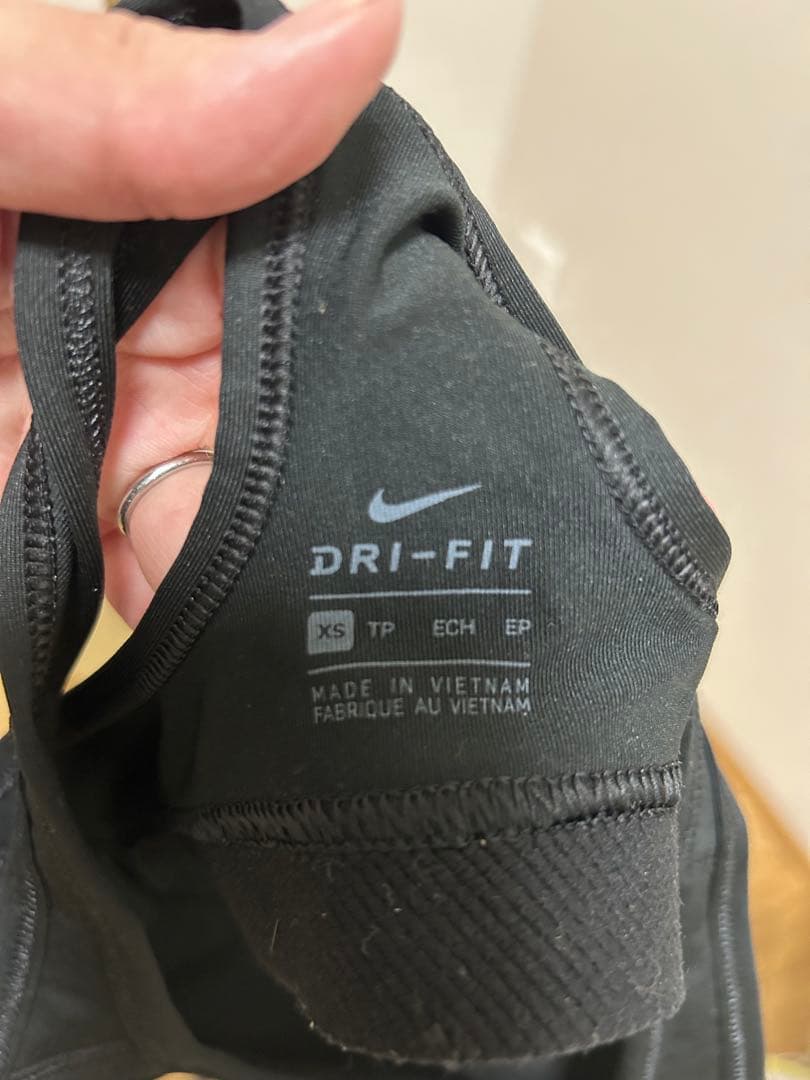 DRI-FIT
XS TP ECH EP
MADE IN VIETNAM
FABRIQUE AU VIETNAM